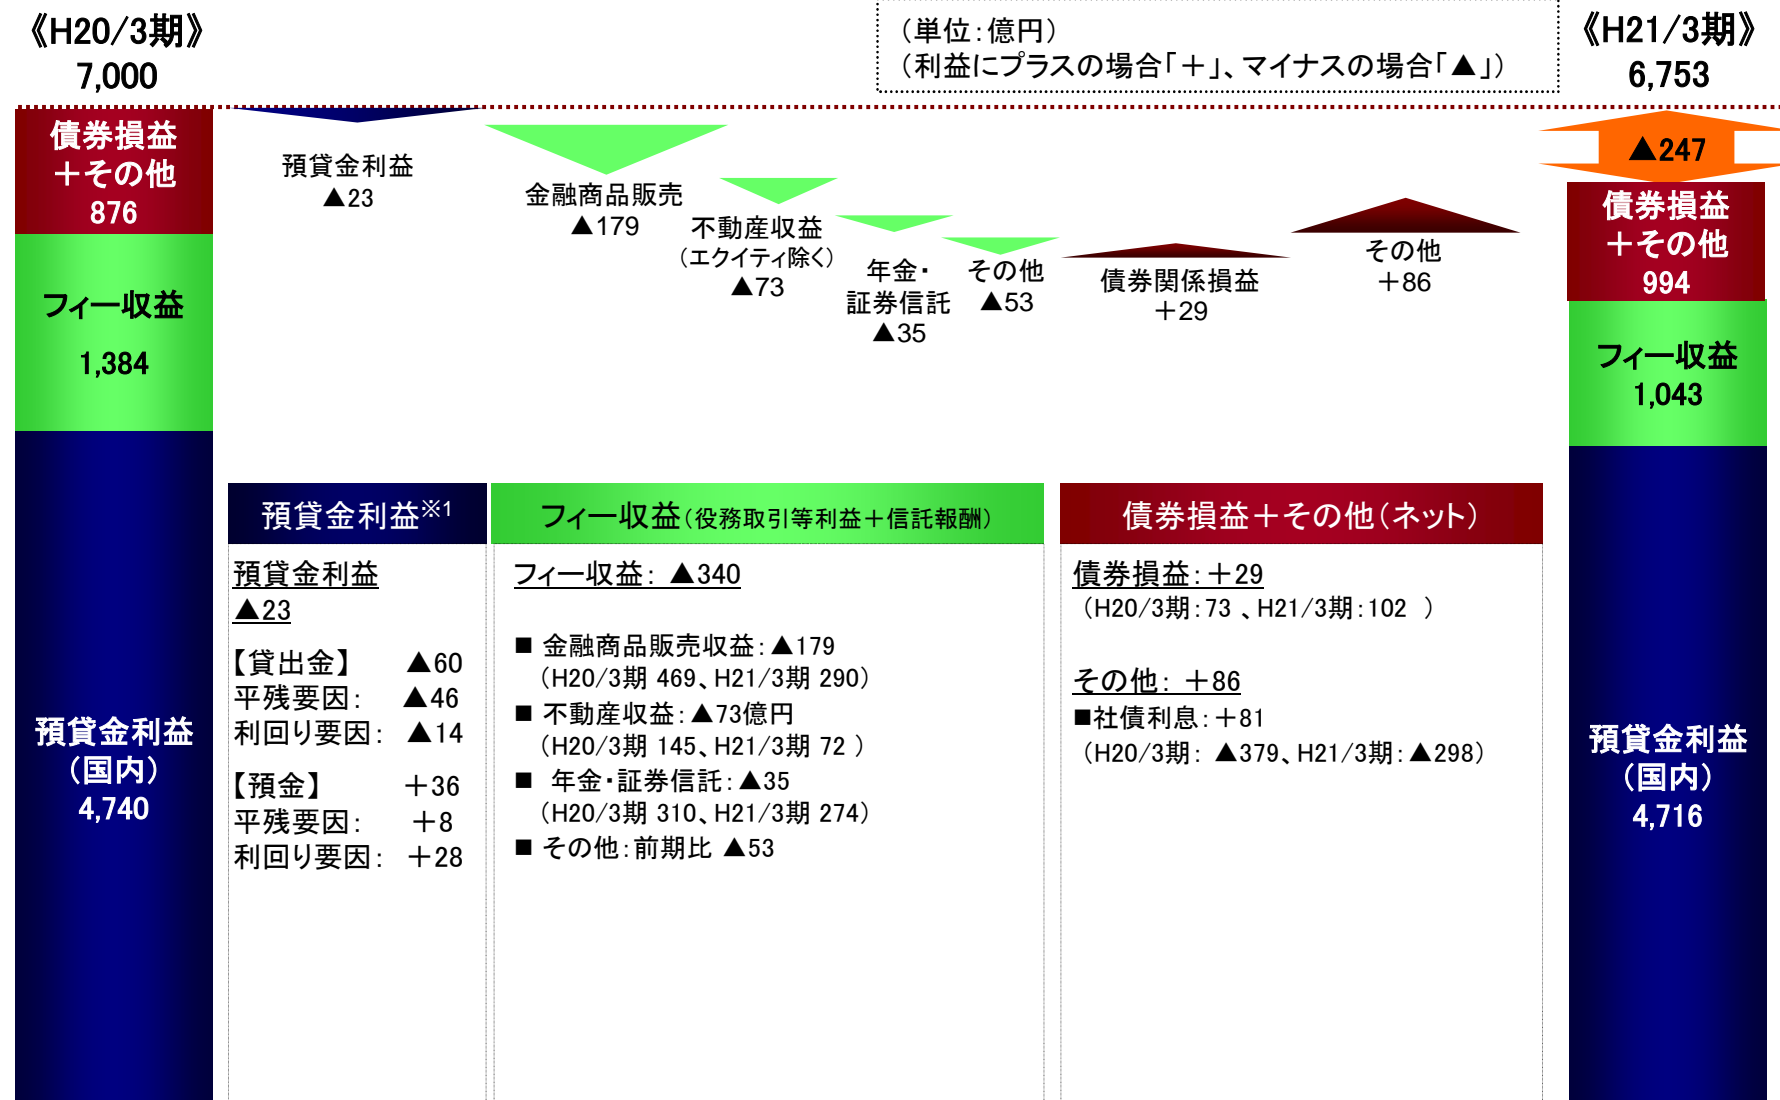 《H20/3期》
7,000
（単位：億円）
（利益にプラスの場合「＋」、マイナスの場合「▲」）
《H21/3期》
6,753
債券損益
＋その他
876
フィー収益
1,384
預貸金利益
（国内）
4,740
預貸金利益
▲23
金融商品販売
▲179
不動産収益
（エクイティ除く）
▲73
年金・
証券信託
▲35
その他
▲53
債券関係損益
＋29
その他
＋86
▲247
債券損益
＋その他
994
フィー収益
1,043
預貸金利益
（国内）
4,716
預貸金利益※1
預貸金利益
▲23
【貸出金】 ▲60
平残要因： ▲46
利回り要因： ▲14
【預金】 ＋36
平残要因： ＋8
利回り要因： ＋28
フィー収益（役務取引等利益＋信託報酬）
フィー収益： ▲340
■ 金融商品販売収益：▲179
（H20/3期 469、H21/3期 290）
■ 不動産収益：▲73億円
（H20/3期 145、H21/3期 72 ）
■ 年金・証券信託：▲35
（H20/3期 310、H21/3期 274）
■ その他：前期比 ▲53
債券損益＋その他（ネット）
債券損益：＋29
（H20/3期：73 、H21/3期：102 ）
その他： ＋86
■社債利息：＋81
（H20/3期： ▲379、H21/3期：▲298）